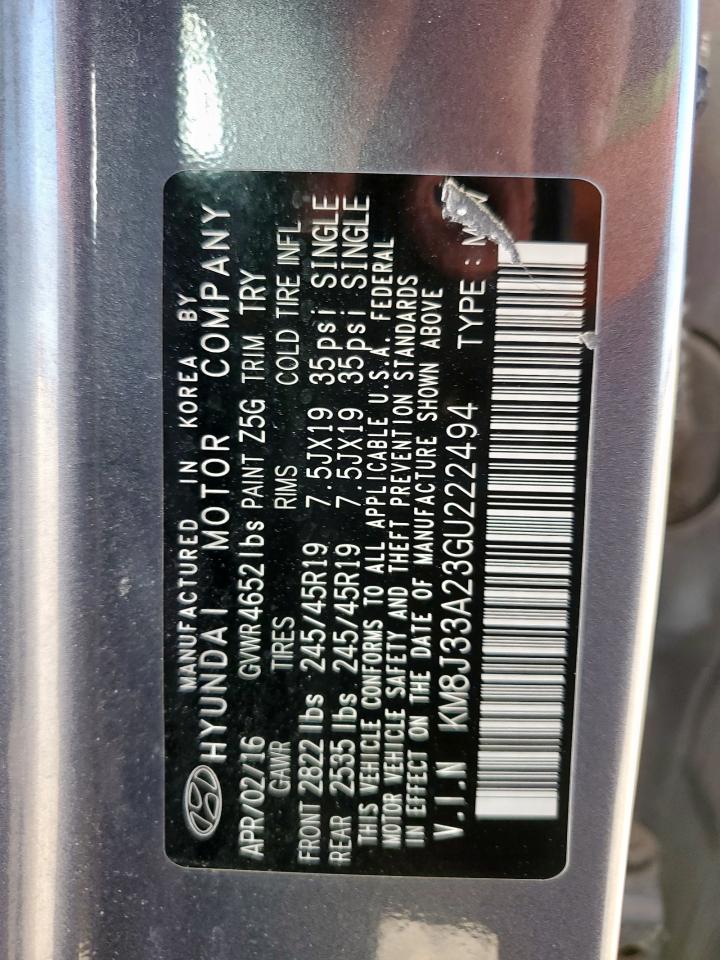 MANUFACTURED IN KOREA BY
HYUNDAI MOTOR COMPANY
APR/02/16 GVWR 4652 lbs PAINT Z5G TRIM TRY
GAWR TIRES RIMS COLD TIRE INFL
FRONT 2822 lbs 245/45R19 7.5JX19 35psi SINGLE
REAR 2535 lbs 245/45R19 7.5JX19 35psi SINGLE
THIS VEHICLE CONFORMS TO ALL APPLICABLE U.S.A. FEDERAL
MOTOR VEHICLE SAFETY AND THEFT PREVENTION STANDARDS
IN EFFECT ON THE DATE OF MANUFACTURE SHOWN ABOVE
V.I.N KM8J33A23GU222494 TYPE :